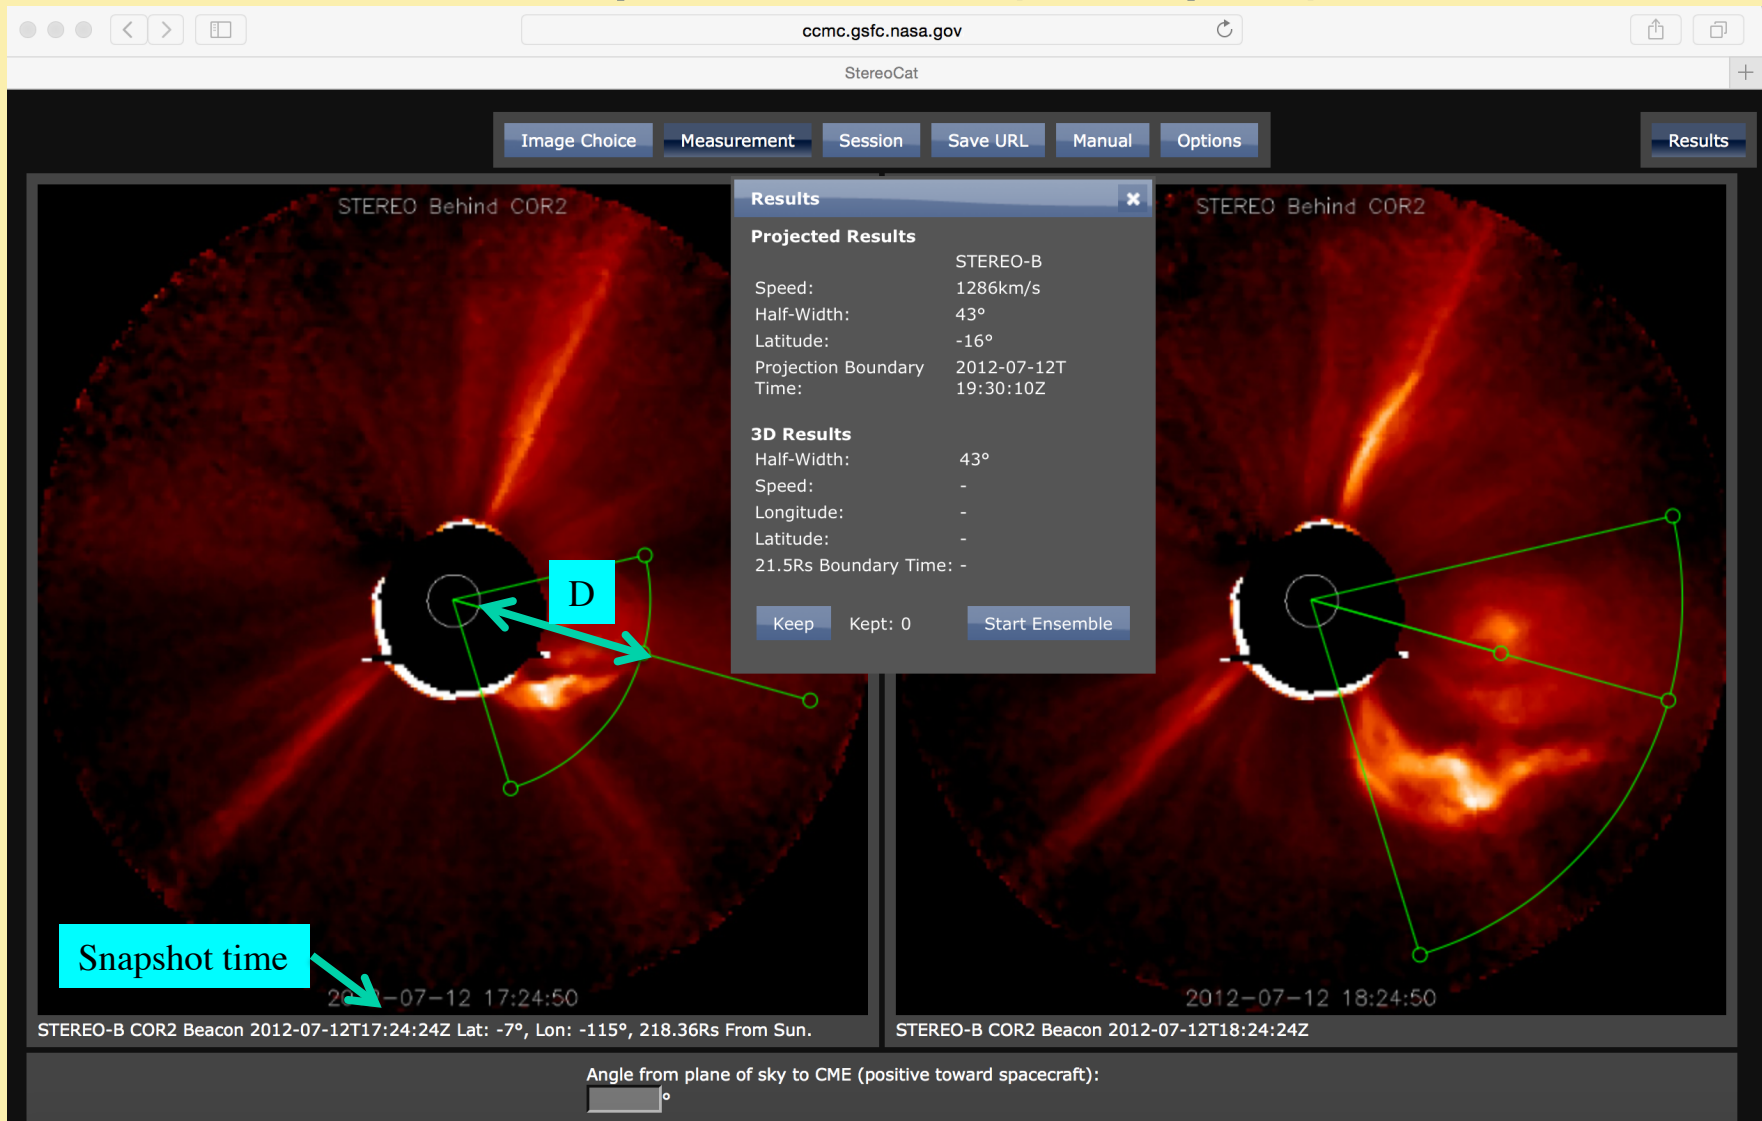 ccmc.gsfc.nasa.gov
StereoCat
Image Choice
Measurement
Session
Save URL
Manual
Options
Results
STEREO Behind COR2
D
Snapshot time
-07-12 17:24:50
STEREO-B COR2 Beacon 2012-07-12T17:24:24Z Lat: -7°, Lon: -115°, 218.36Rs From Sun.
Results
Projected Results
STEREO-B
Speed: 1286km/s
Half-Width: 43°
Latitude: -16°
Projection Boundary 2012-07-12T
Time: 19:30:10Z
3D Results
Half-Width: 43°
Speed: -
Longitude: -
Latitude: -
21.5Rs Boundary Time: -
Keep
Kept: 0
Start Ensemble
STEREO Behind COR2
2012-07-12 18:24:50
STEREO-B COR2 Beacon 2012-07-12T18:24:24Z
Angle from plane of sky to CME (positive toward spacecraft):
°